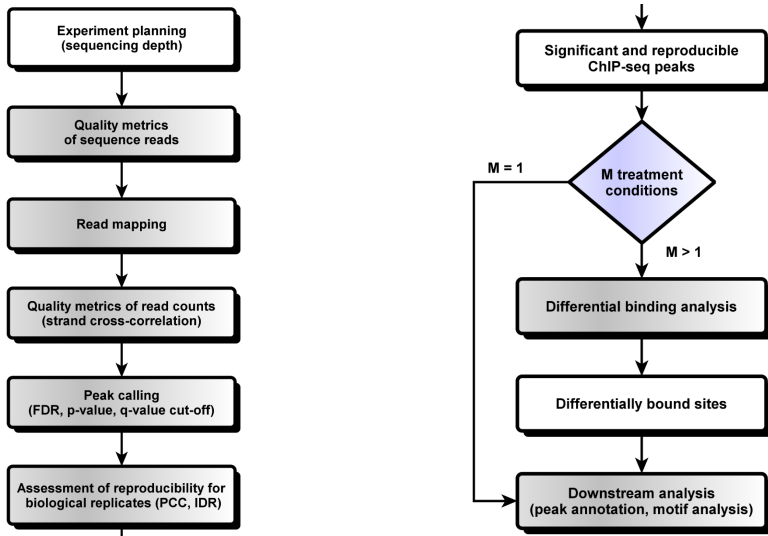 Experiment planning
(sequencing depth)
Quality metrics
of sequence reads
Read mapping
Quality metrics of read counts
(strand cross-correlation)
Peak calling
(FDR, p-value, q-value cut-off)
Assessment of reproducibility for
biological replicates (PCC, IDR)
Significant and reproducible
ChIP-seq peaks
M treatment
conditions
M = 1
M > 1
Differential binding analysis
Differentially bound sites
Downstream analysis
(peak annotation, motif analysis)